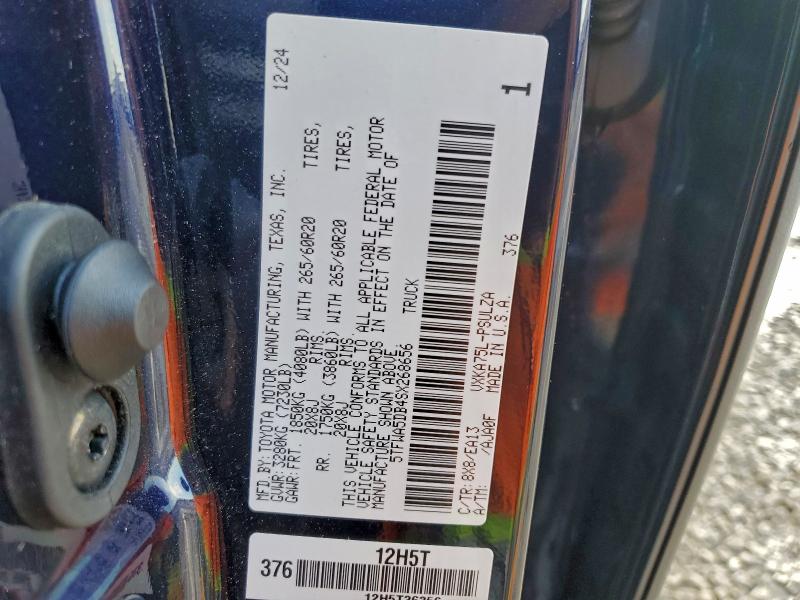 MFD BY:TOYOTA MOTOR MANUFACTURING, TEXAS, INC. 12/24
GVWR:3280KG (7230LB)
GAWR:FRT. 1850KG (4080LB) WITH 265/60R20 TIRES,
20X8J RIMS
RR. 1750KG (3860LB) WITH 265/60R20 TIRES,
20X8J RIMS
THIS VEHICLE CONFORMS TO ALL APPLICABLE FEDERAL MOTOR
VEHICLE SAFETY STANDARDS IN EFFECT ON THE DATE OF
MANUFACTURE SHOWN ABOVE.
5TFWA5DB4SX268656 TRUCK
C/TR:8X8/EA13 VXKA75L-PSULZA 376
A/TM: /AJA0F MADE IN U.S.A.
1
12H5T
376